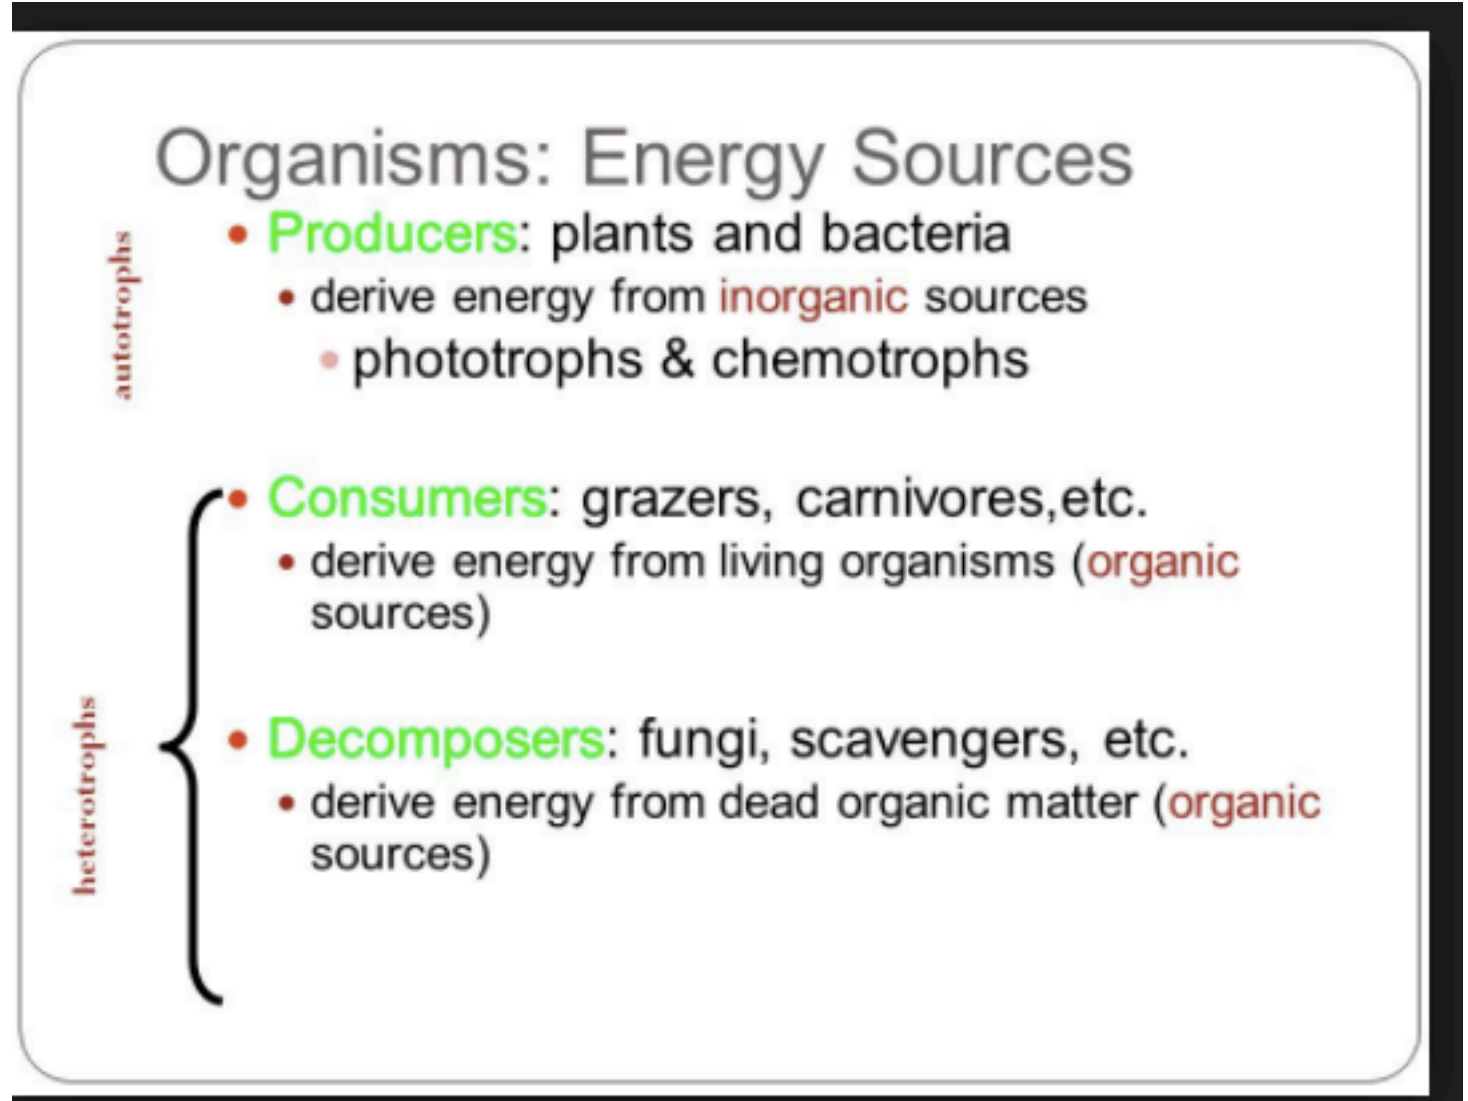 Organisms: Energy Sources
autotrophs
• Producers: plants and bacteria
• derive energy from inorganic sources
• phototrophs & chemotrophs
heterotrophs
• Consumers: grazers, carnivores,etc.
• derive energy from living organisms (organic
sources)
• Decomposers: fungi, scavengers, etc.
• derive energy from dead organic matter (organic
sources)